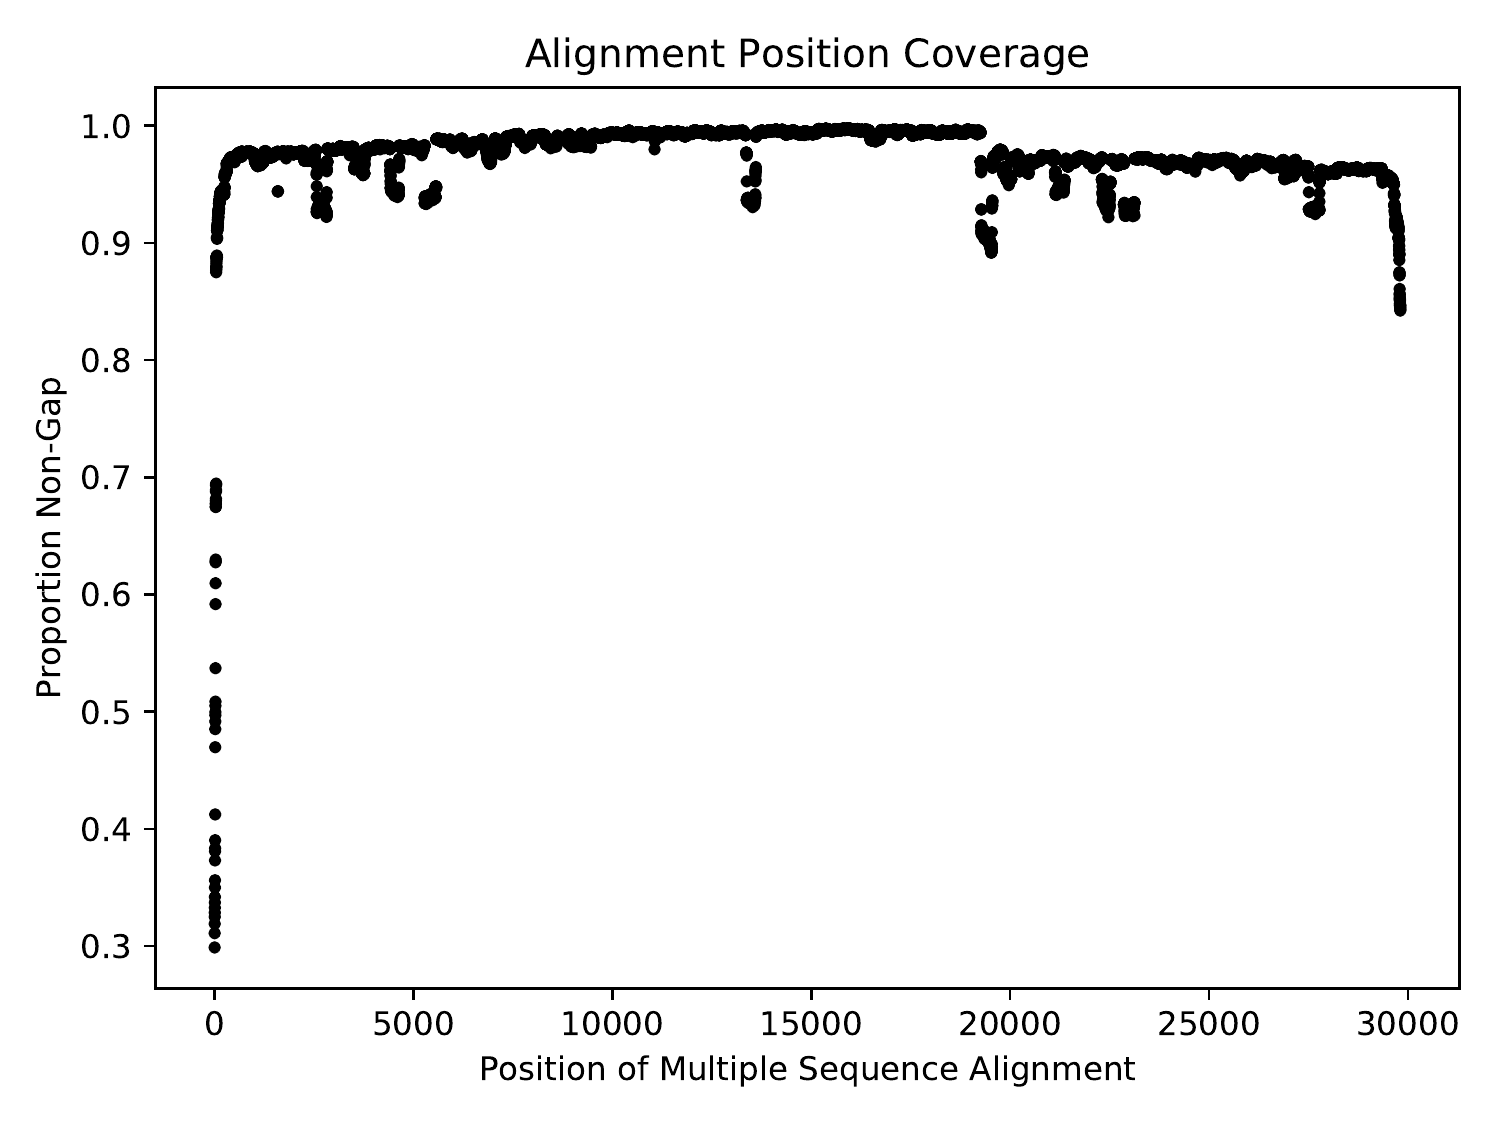 Alignment Position Coverage
1.0
0.9
0.8
0.7
0.6
0.5
0.4
0.3
Proportion Non-Gap
0 5000 10000 15000 20000 25000 30000
Position of Multiple Sequence Alignment